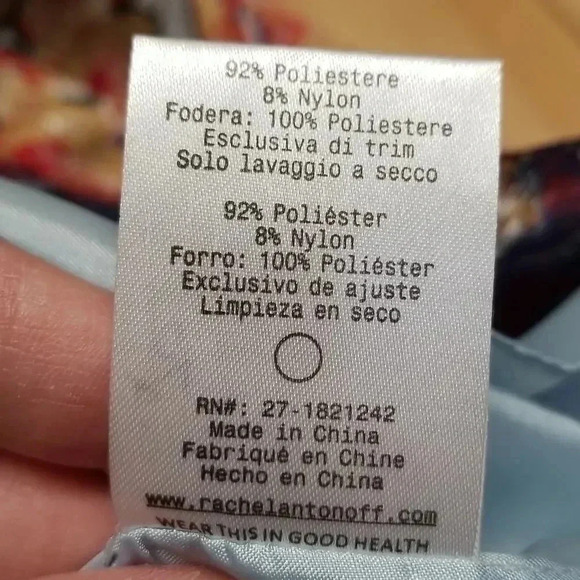 92% Poliestere
8% Nylon
Fodera: 100% Poliestere
Esclusiva di trim
Solo lavaggio a secco
92% Poliéster
8% Nylon
Forro: 100% Poliéster
Exclusivo de ajuste
Limpieza en seco
RN#: 27-1821242
Made in China
Fabriqué en Chine
Hecho en China
www.rachelantonoff.com
WEAR THIS IN GOOD HEALTH